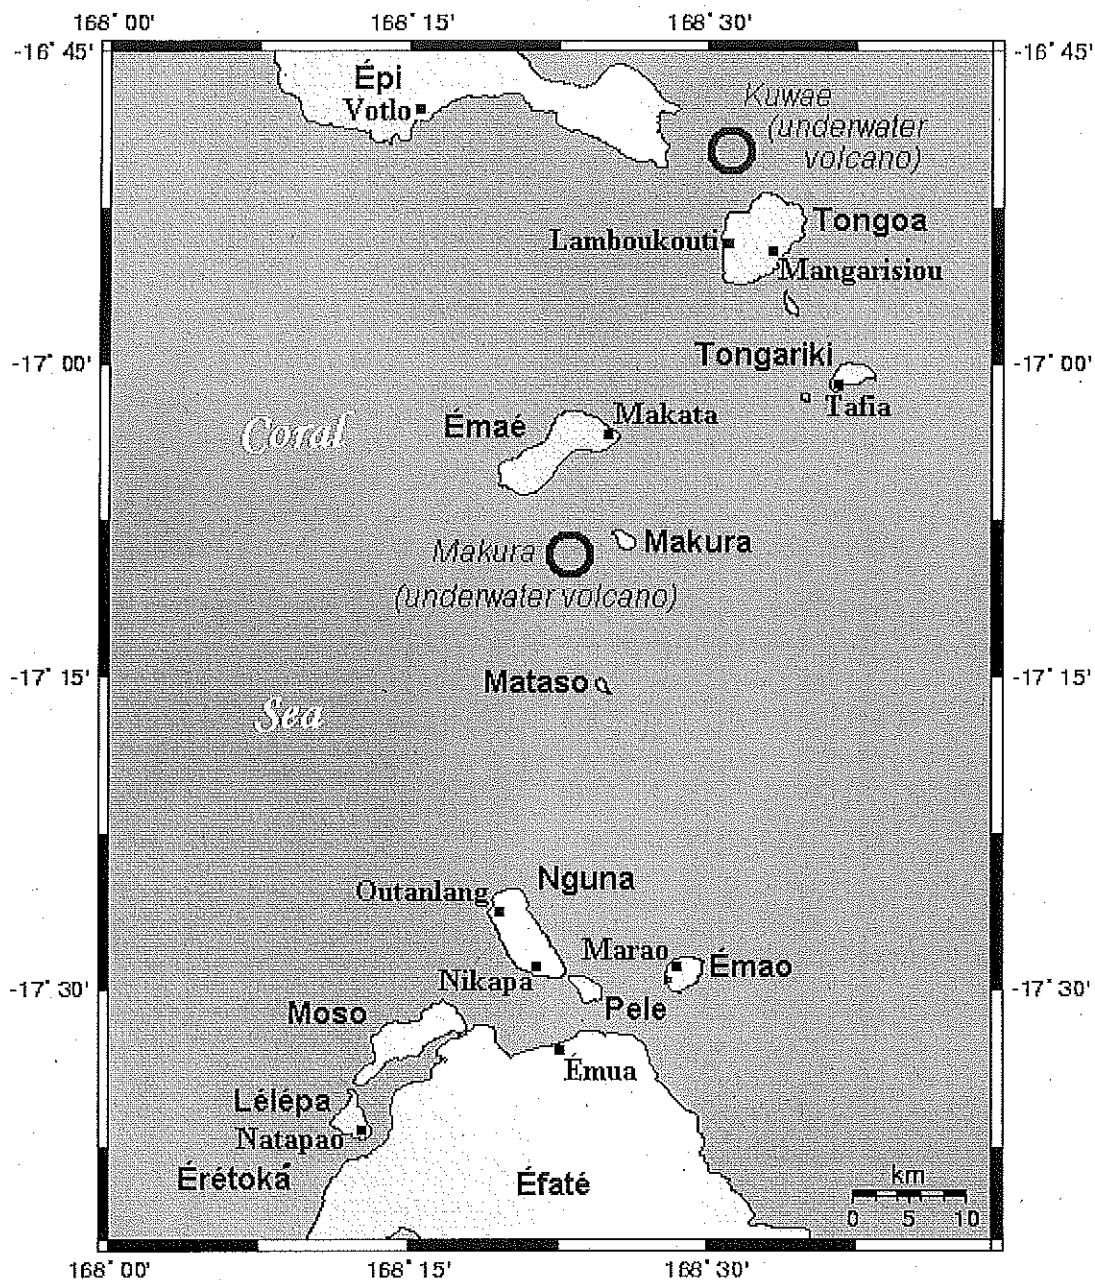 168° 00' 168° 15' 168° 30'
-16° 45' -16° 45'
Épi
Votlo
Kuwae
(underwater
volcano)
Tongoa
Lamboukouti
Mangarisiou
-17° 00' -17° 00'
Tongariki
Tafia
Émaé
Makata
Coral
Makura
Makura
(underwater volcano)
-17° 15' -17° 15'
Mataso
Sea
Nguna
Outanlang
Marao
Émao
Nikapa
-17° 30' -17° 30'
Pele
Moso
Émua
Lélépa
Natapao
Érétoka
Éfaté
km
0 5 10
168° 00' 168° 15' 168° 30'